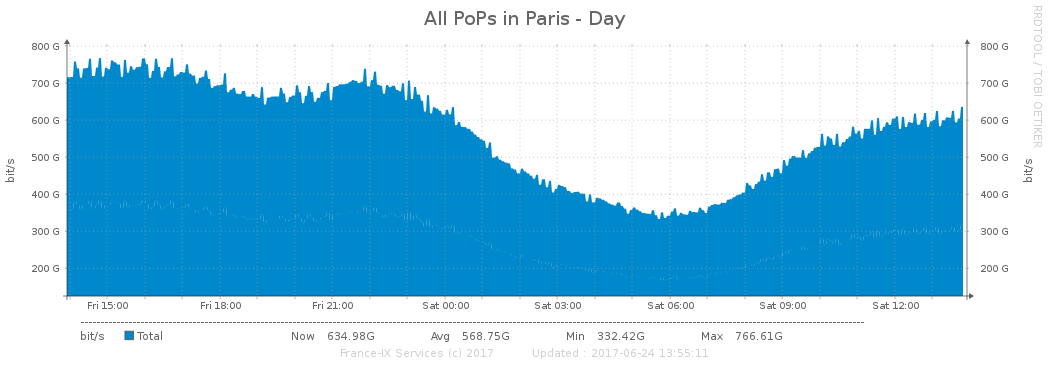 All PoPs in Paris - Day
RRDTOOL / TOBI OETIKER
800 G 800 G
700 G 700 G
600 G 600 G
500 G 500 G
400 G 400 G
300 G 300 G
200 G 200 G
bit/s bit/s
Fri 15:00 Fri 18:00 Fri 21:00 Sat 00:00 Sat 03:00 Sat 06:00 Sat 09:00 Sat 12:00
bit/s Total Now 634.98G Avg 568.75G Min 332.42G Max 766.61G
France-IX Services (c) 2017 Updated : 2017-06-24 13:55:11